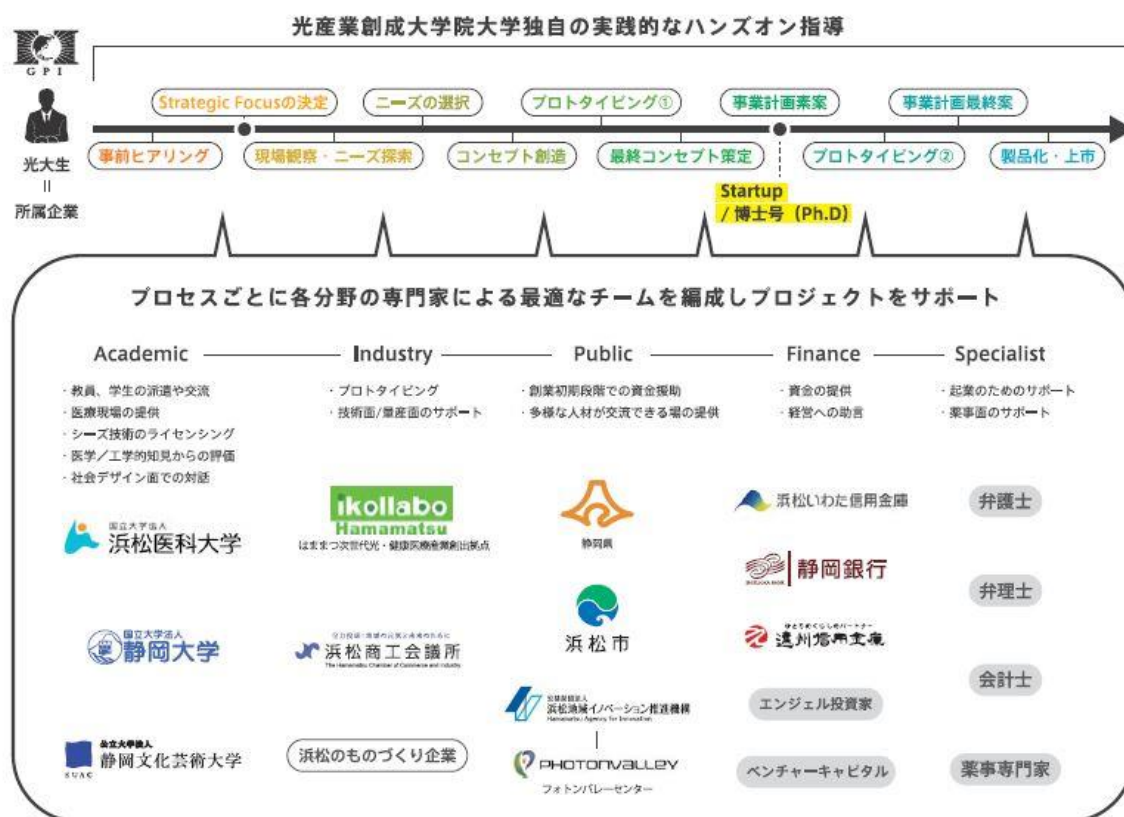 光産業創成大学院大学独自の実践的なハンズオン指導
GPI
光大生
=
所属企業
Strategic Focusの決定
ニーズの選択
プロトタイピング①
事業計画素案
事業計画最終案
事前ヒアリング
現場観察・ニーズ探索
コンセプト創造
最終コンセプト策定
プロトタイピング②
製品化・上市
Startup
/ 博士号（Ph.D）
プロセスごとに各分野の専門家による最適なチームを編成しプロジェクトをサポート
Academic
・教員、学生の派遣や交流
・医療現場の提供
・シーズ技術のライセンシング
・医学／工学的知見からの評価
・社会デザイン面での対話
国立大学法人
浜松医科大学
国立大学法人
静岡大学
公立大学法人
静岡文化芸術大学
SUAC
Industry
・プロトタイピング
・技術面/量産面のサポート
ikollabo
Hamamatsu
はままつ次世代光・健康医療産業創出拠点
浜松商工会議所
The Hamamatsu Chamber of Commerce and Industry
浜松のものづくり企業
Public
・創業初期段階での資金援助
・多様な人材が交流できる場の提供
静岡県
浜松市
公益財団法人
浜松地域イノベーション推進機構
Hamamatsu Agency for Innovation
PHOTONVALLEY
フォトンバレーセンター
Finance
・資金の提供
・経営への助言
浜松いわた信用金庫
静岡銀行
SHIZUOKA BANK
ゆとりめくらしのパートナー
遠州信用金庫
エンジェル投資家
ベンチャーキャピタル
Specialist
・起業のためのサポート
・薬事面のサポート
弁護士
弁理士
会計士
薬事専門家